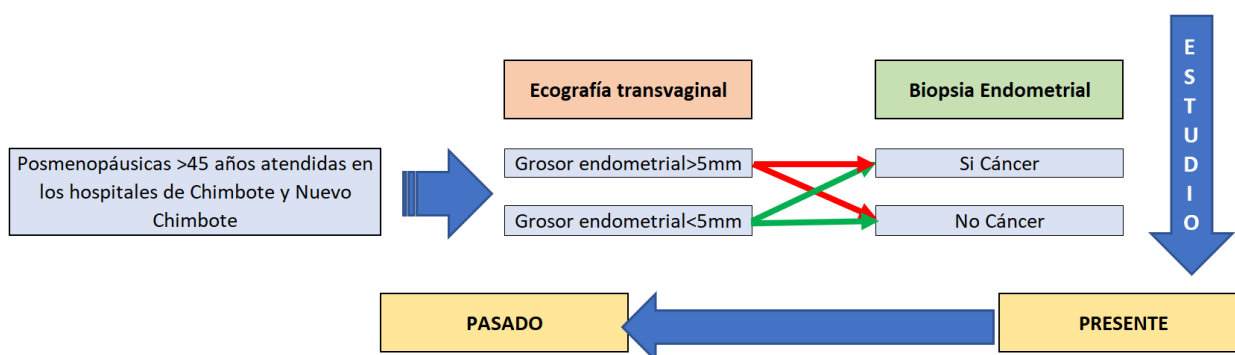 Ecografía transvaginal
Biopsia Endometrial
ESTUDIO
Posmenopáusicas >45 años atendidas en
los hospitales de Chimbote y Nuevo
Chimbote
Grosor endometrial>5mm
Si Cáncer
Grosor endometrial<5mm
No Cáncer
PASADO
PRESENTE